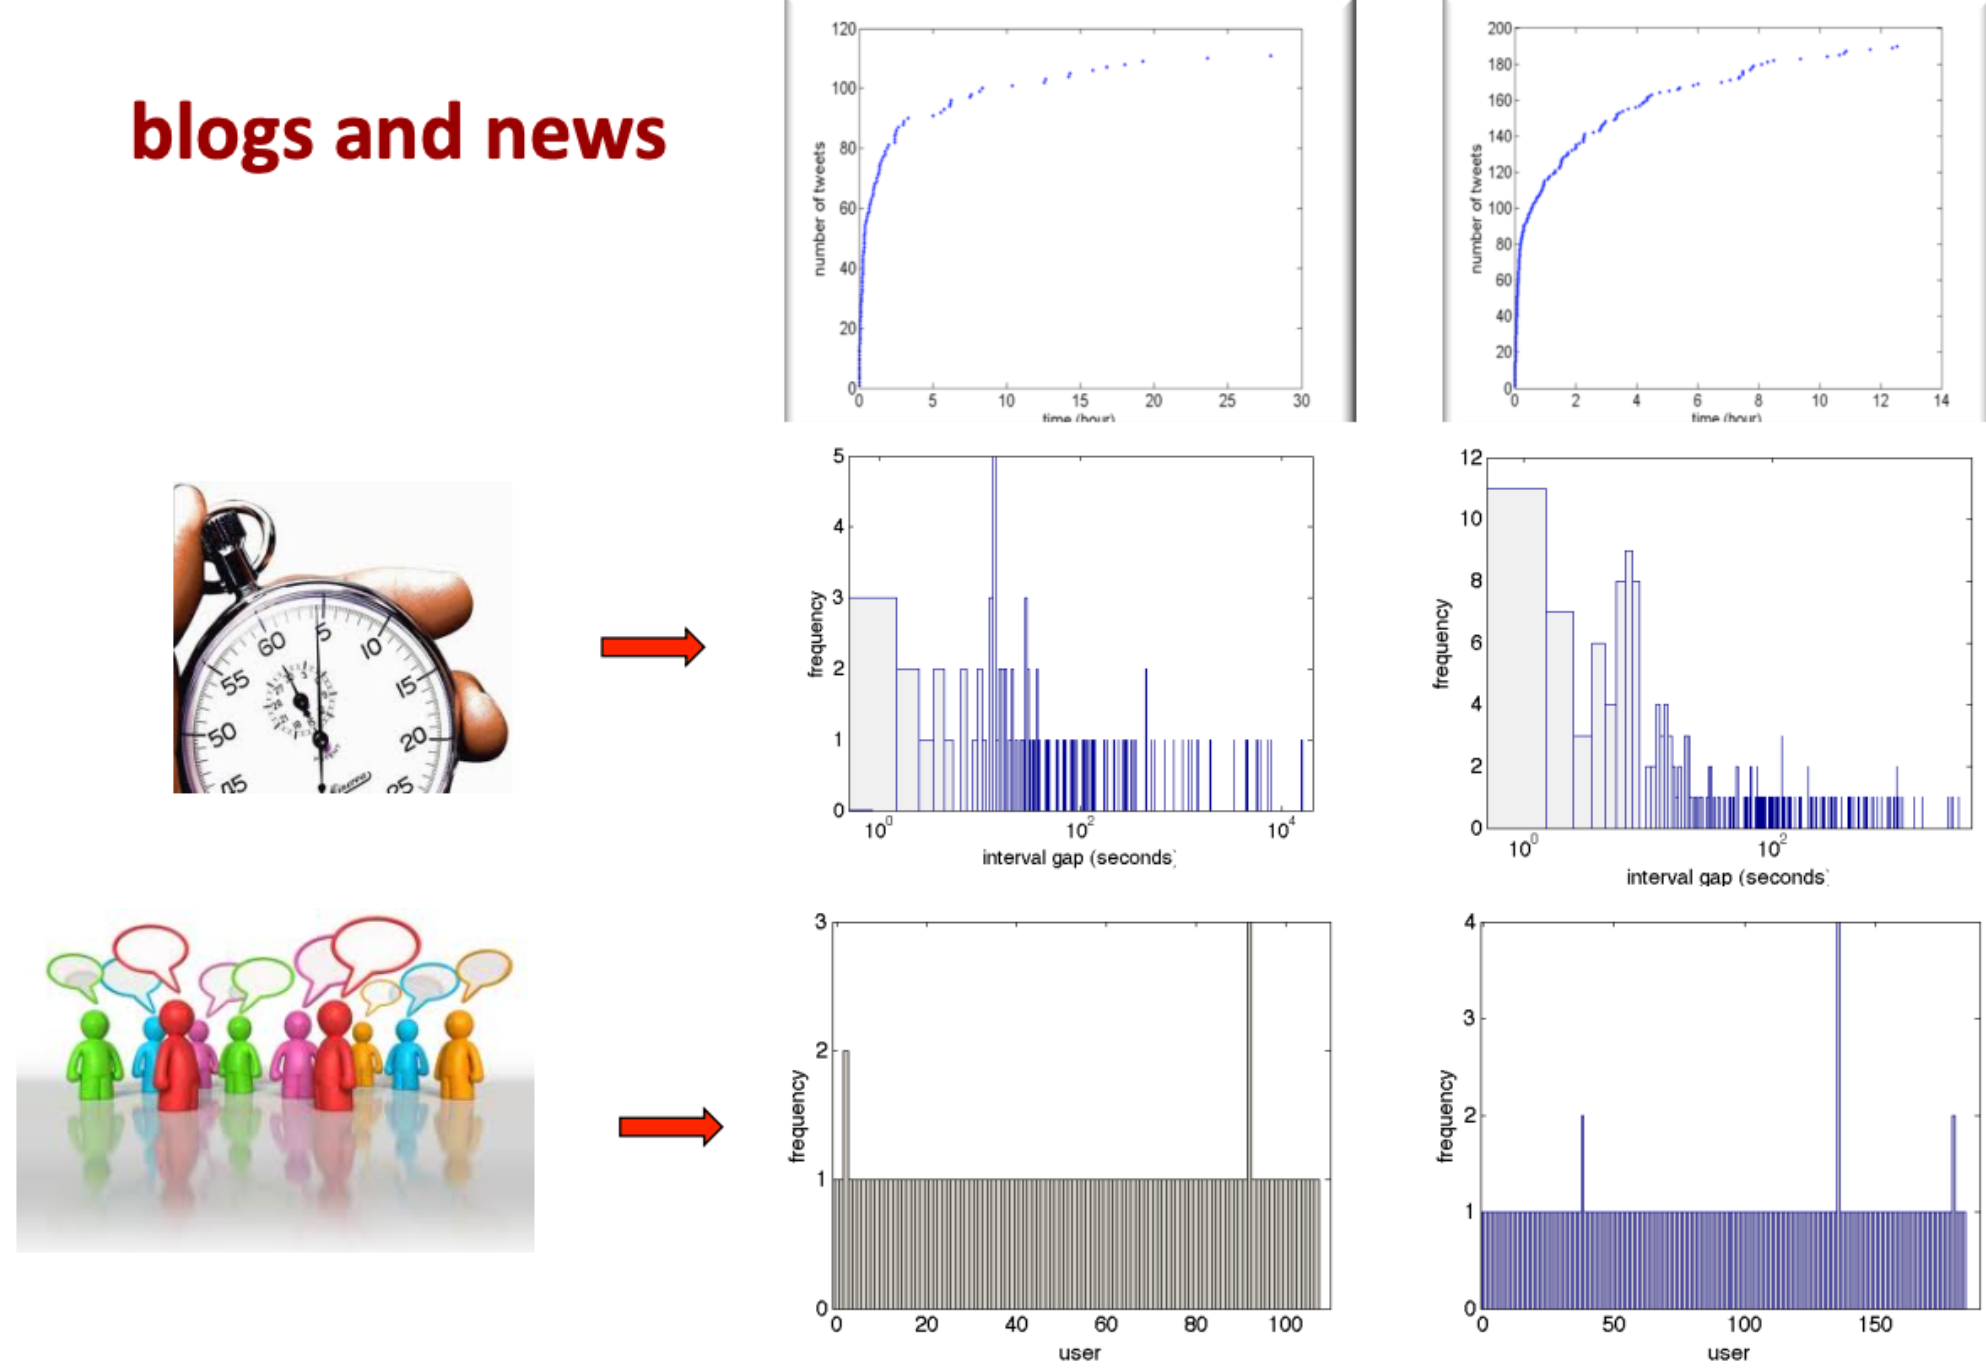 blogs and news
120
100
80
60
40
20
0
number of tweets
0 5 10 15 20 25 30
time (hour)
200
180
160
140
120
100
80
60
40
20
0
number of tweets
0 2 4 6 8 10 12 14
time (hour)
60 5 10
55 15
50 20
45 25
5
4
3
2
1
0
frequency
10^0 10^2 10^4
interval gap (seconds)
12
10
8
6
4
2
0
frequency
10^0 10^2
interval gap (seconds)
3
2
1
0
frequency
0 20 40 60 80 100
user
4
3
2
1
0
frequency
0 50 100 150
user